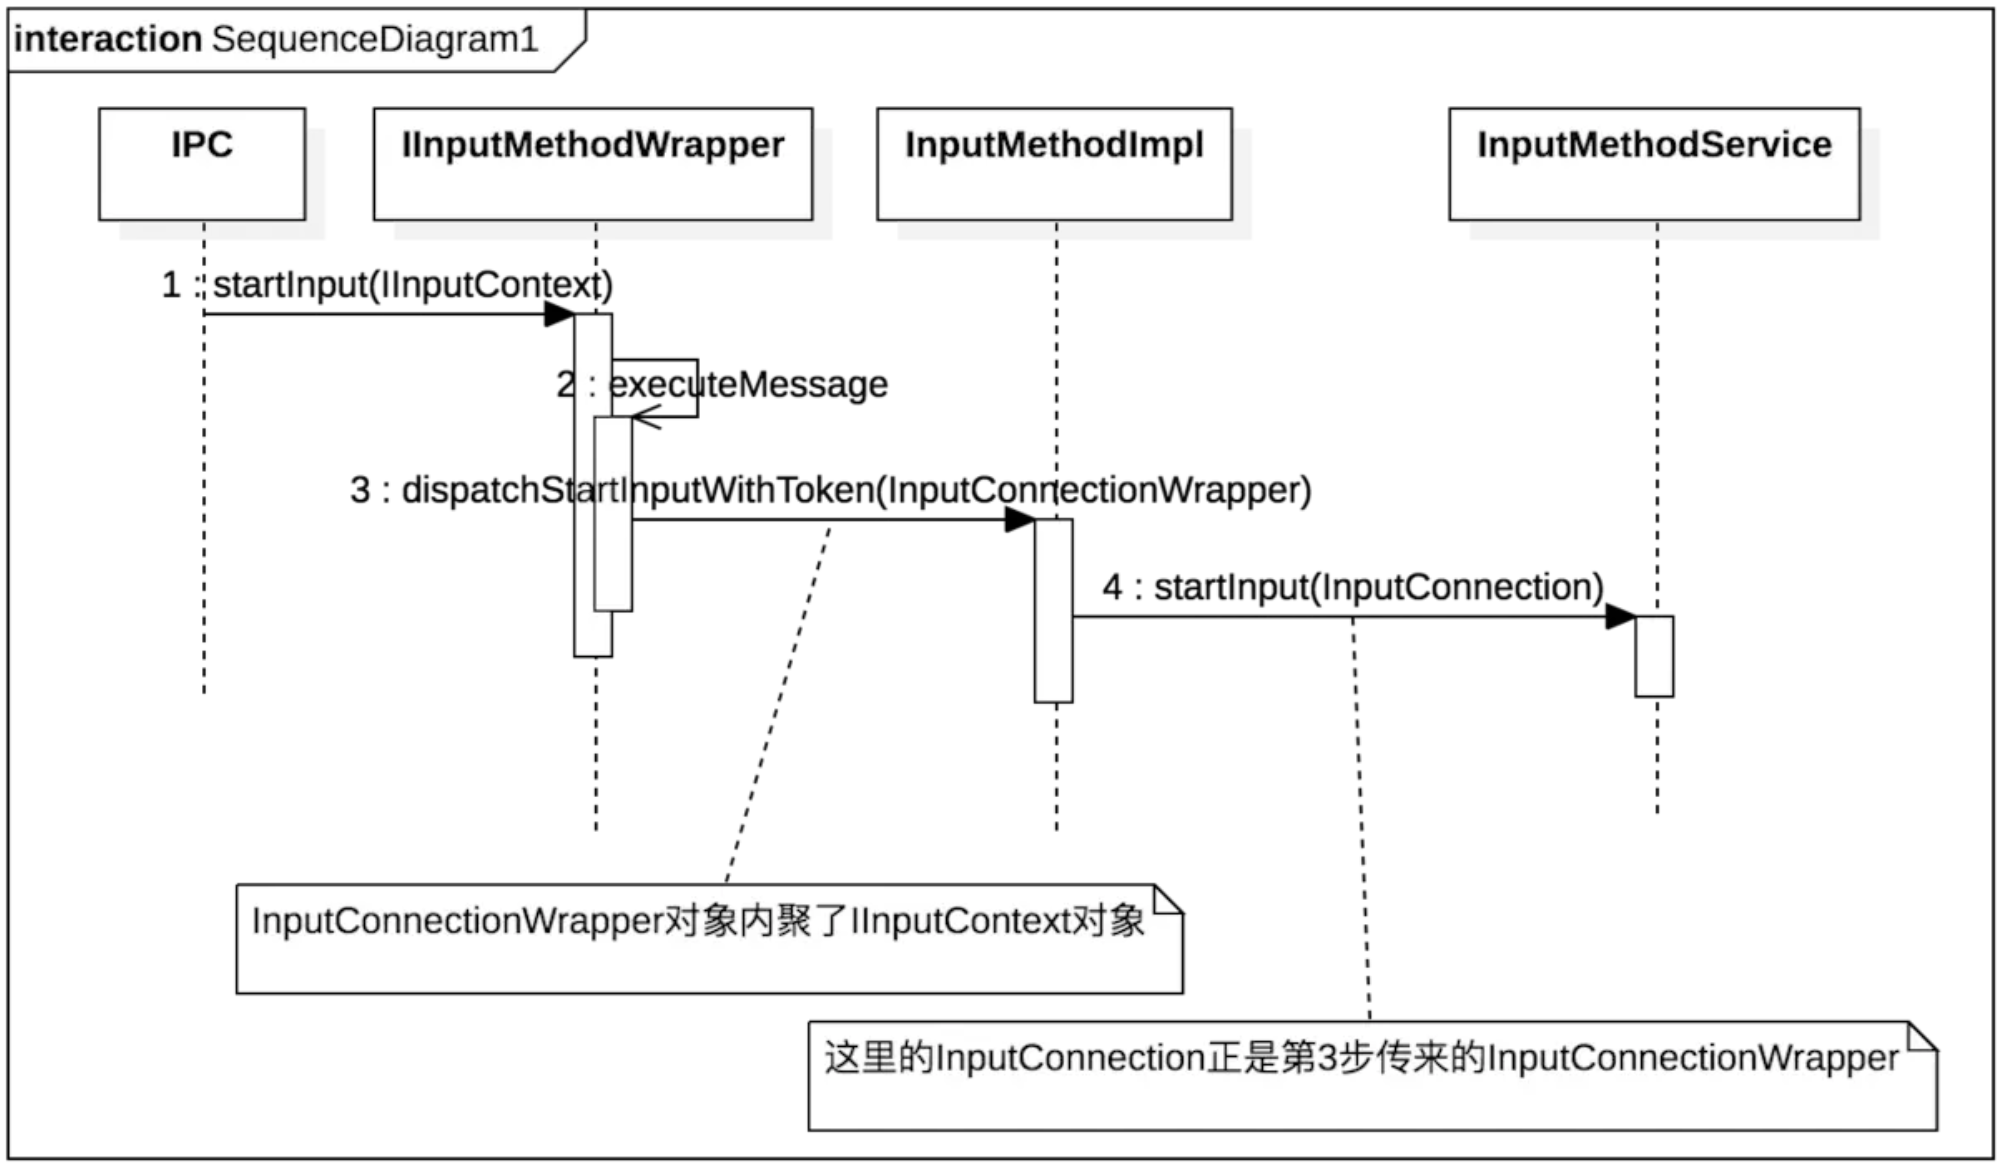 interaction SequenceDiagram1
IPC
IInputMethodWrapper
InputMethodImpl
InputMethodService
1 : startInput(IInputContext)
2 : executeMessage
3 : dispatchStartInputWithToken(InputConnectionWrapper)
4 : startInput(InputConnection)
InputConnectionWrapper对象内聚了IInputContext对象
这里的InputConnection正是第3步传来的InputConnectionWrapper